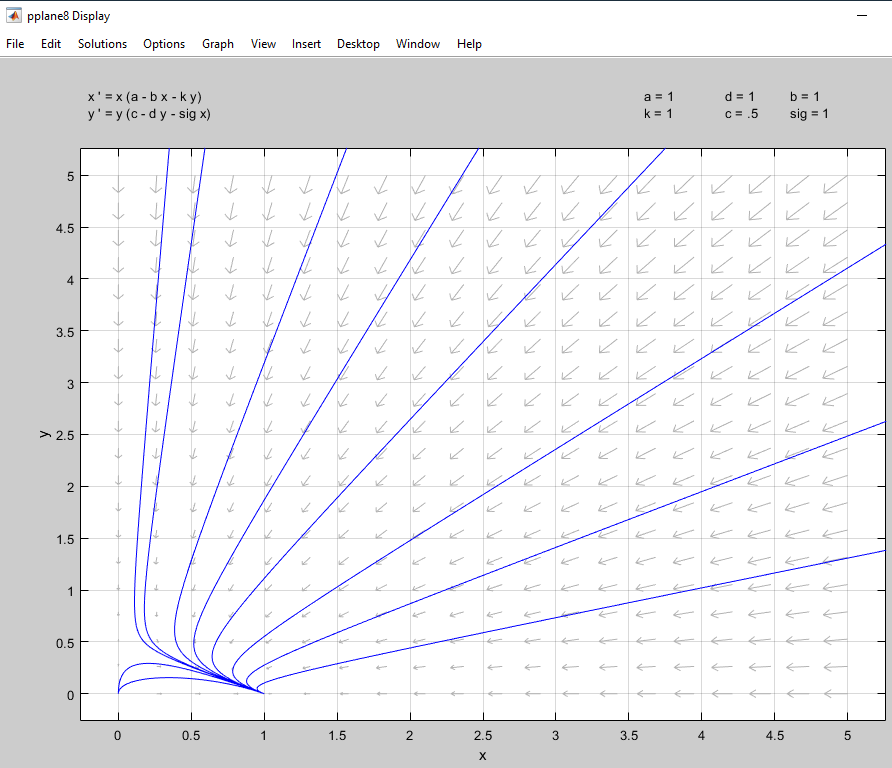 pplane8 Display
File Edit Solutions Options Graph View Insert Desktop Window Help
x ' = x (a - b x - k y)
y ' = y (c - d y - sig x)
a = 1 d = 1 b = 1
k = 1 c = .5 sig = 1
5
4.5
4
3.5
3
2.5
2
1.5
1
0.5
0
y
0 0.5 1 1.5 2 2.5 3 3.5 4 4.5 5
x